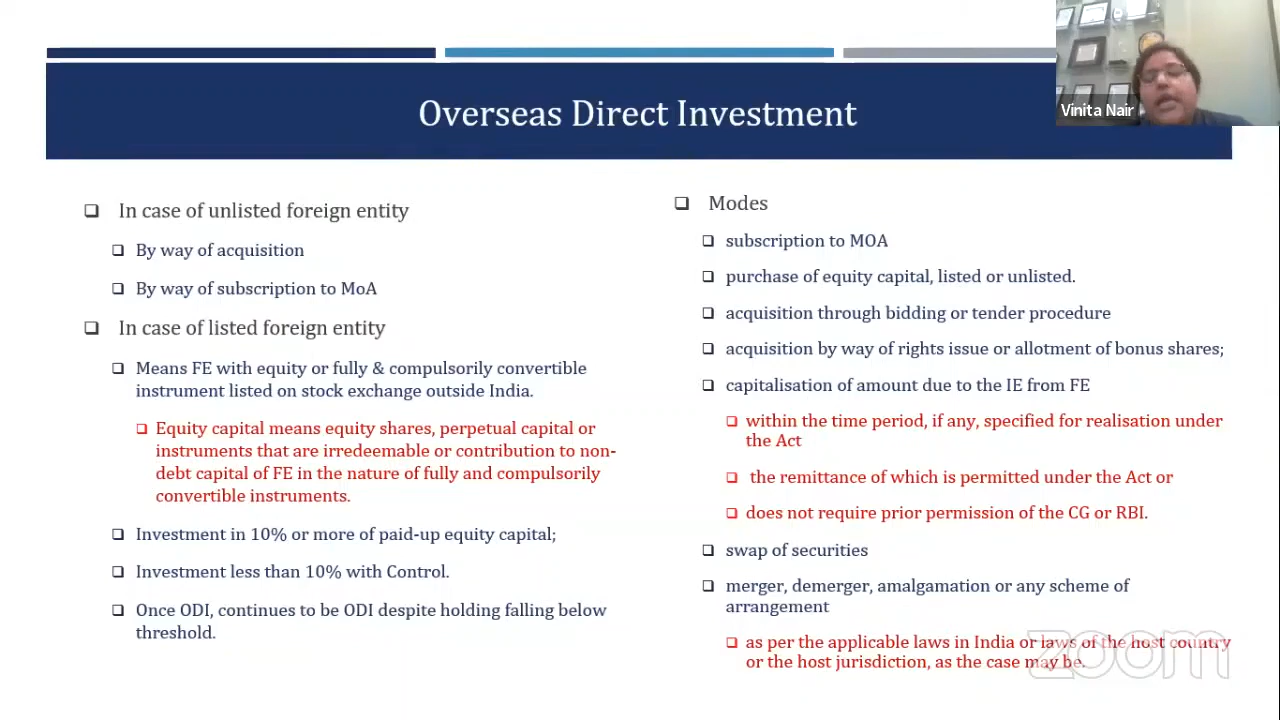 Overseas Direct Investment
Vinita Nair
In case of unlisted foreign entity
By way of acquisition
By way of subscription to MoA
In case of listed foreign entity
Means FE with equity or fully & compulsorily convertible
instrument listed on stock exchange outside India.
Equity capital means equity shares, perpetual capital or
instruments that are irredeemable or contribution to non-
debt capital of FE in the nature of fully and compulsorily
convertible instruments.
Investment in 10% or more of paid-up equity capital;
Investment less than 10% with Control.
Once ODI, continues to be ODI despite holding falling below
threshold.
Modes
subscription to MOA
purchase of equity capital, listed or unlisted.
acquisition through bidding or tender procedure
acquisition by way of rights issue or allotment of bonus shares;
capitalisation of amount due to the IE from FE
within the time period, if any, specified for realisation under
the Act
the remittance of which is permitted under the Act or
does not require prior permission of the CG or RBI.
swap of securities
merger, demerger, amalgamation or any scheme of
arrangement
as per the applicable laws in India or laws of the host country
or the host jurisdiction, as the case may be.
zoom